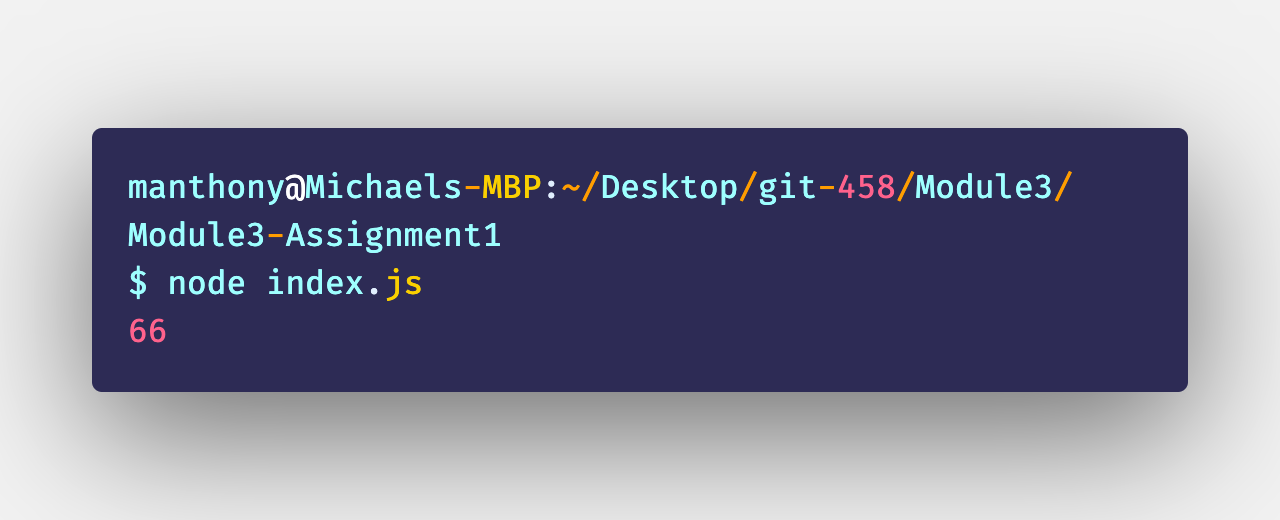 manthony@Michaels-MBP:~/Desktop/git-458/Module3/
Module3-Assignment1
$ node index.js
66